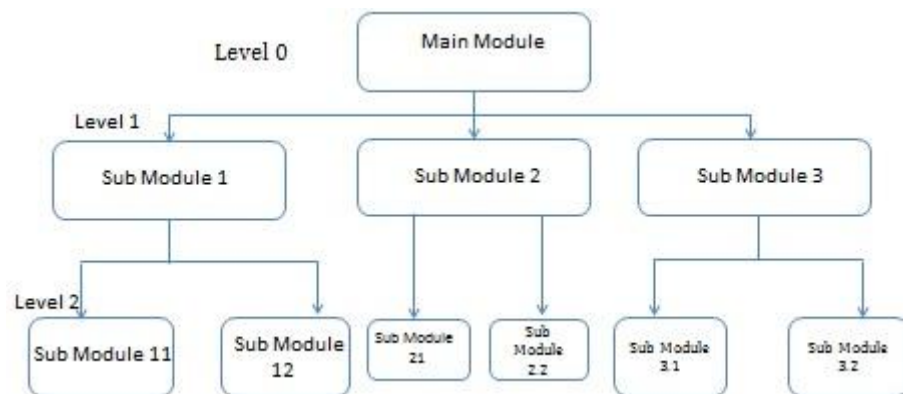 Main Module
Level 0
Level 1
Sub Module 1
Sub Module 2
Sub Module 3
Level 2
Sub Module 11
Sub Module
12
Sub Module
21
Sub
Module
2.2
Sub Module
3.1
Sub Module
3.2